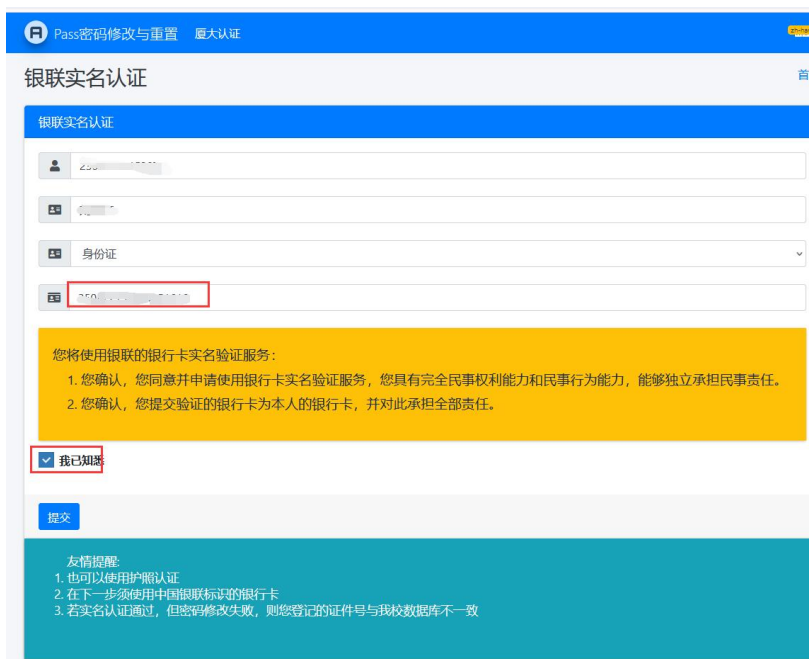 Pass密码修改与重置 厦大认证
银联实名认证
首
银联实名认证
身份证
您将使用银联的银行卡实名验证服务：
1. 您确认，您同意并申请使用银行卡实名验证服务，您具有完全民事权利能力和民事行为能力，能够独立承担民事责任。
2. 您确认，您提交验证的银行卡为本人的银行卡，并对此承担全部责任。
我已知悉
提交
友情提醒:
1. 也可以使用护照认证
2. 在下一步须使用中国银联标识的银行卡
3. 若实名认证通过，但密码修改失败，则您登记的证件号与我校数据库不一致